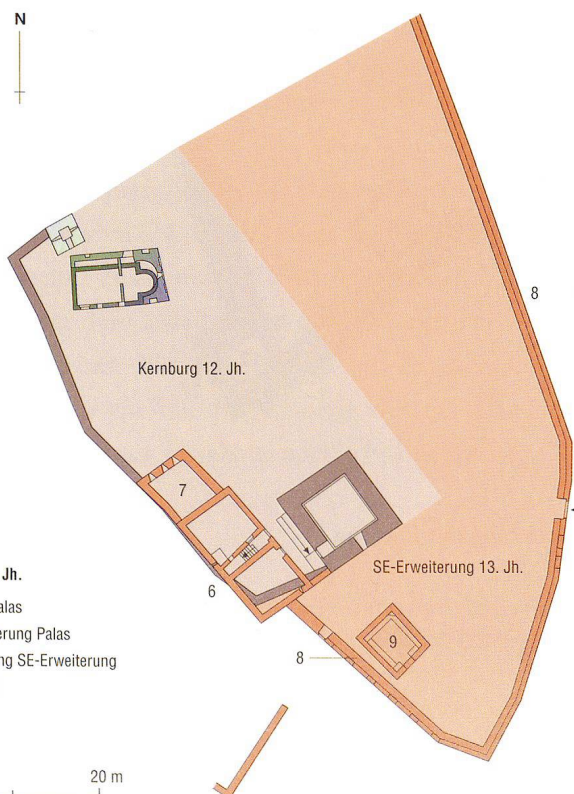 N
8
Kernburg 12. Jh.
7
SE-Erweiterung 13. Jh.
6
9
8
Jh.
alas
erung Palas
ng SE-Erweiterung
20 m